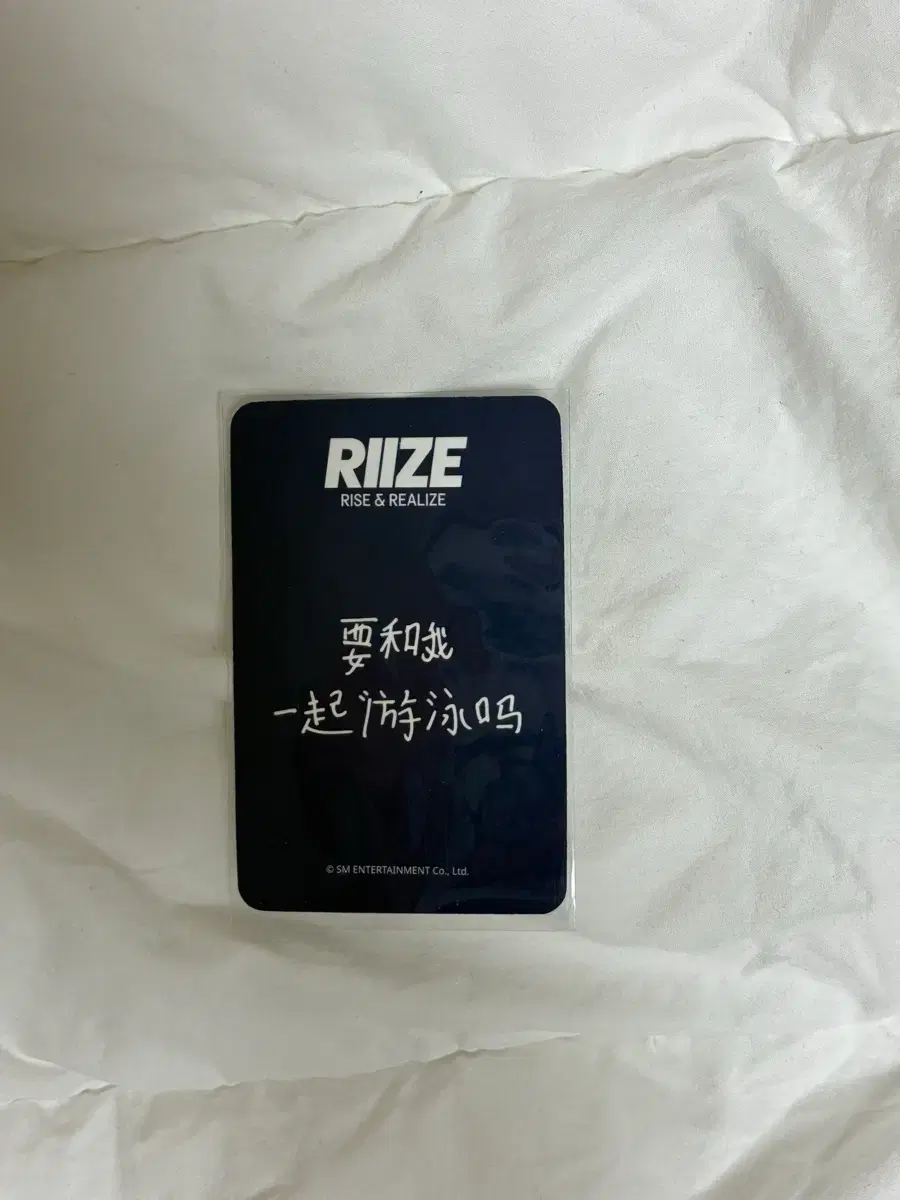 RIIZE
RISE & REALIZE
要和我
一起游泳吗
© SM ENTERTAINMENT Co., Ltd.